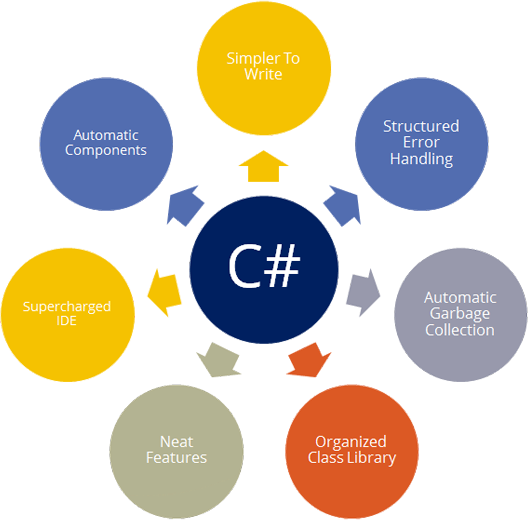 Simpler To
Write
Structured
Error
Handling
Automatic
Components
C#
Automatic
Garbage
Collection
Supercharged
IDE
Neat
Features
Organized
Class Library